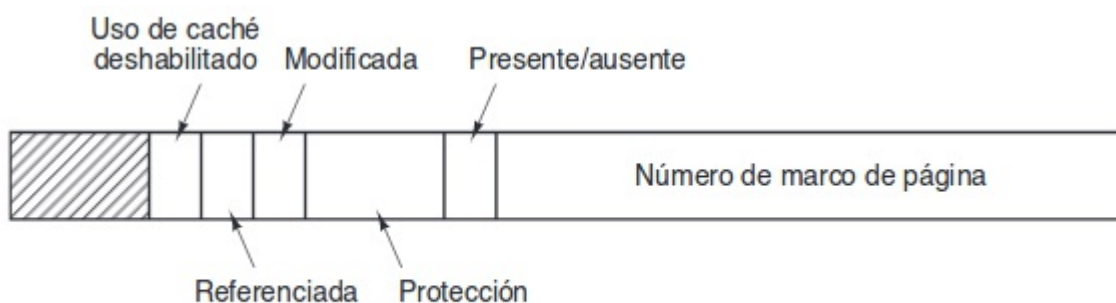 Uso de caché
deshabilitado
Modificada
Presente/ausente
Número de marco de página
Referenciada
Protección